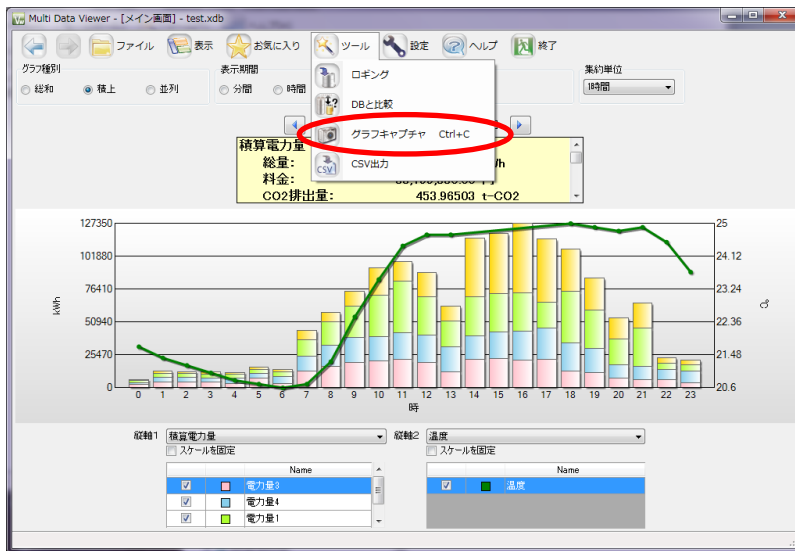 Multi Data Viewer - [メイン画面] - test.xdb
ファイル 表示 お気に入り ツール 設定 ヘルプ 終了
グラフ種別 表示期間 集約単位
総和 積上 並列 分間 時間 1時間
ロギング
DBと比較
グラフキャプチャ Ctrl+C
CSV出力
積算電力量
総量:
料金:
CO2排出量: 453.96503 t-CO2
127350 25
101880 24.12
76410 23.24
kWh ℃
50940 22.36
25470 21.48
0 20.6
0 1 2 3 4 5 6 7 8 9 10 11 12 13 14 15 16 17 18 19 20 21 22 23
時
縦軸1 積算電力量 縦軸2 温度
スケールを固定 スケールを固定
Name Name
電力量3 温度
電力量4
電力量1